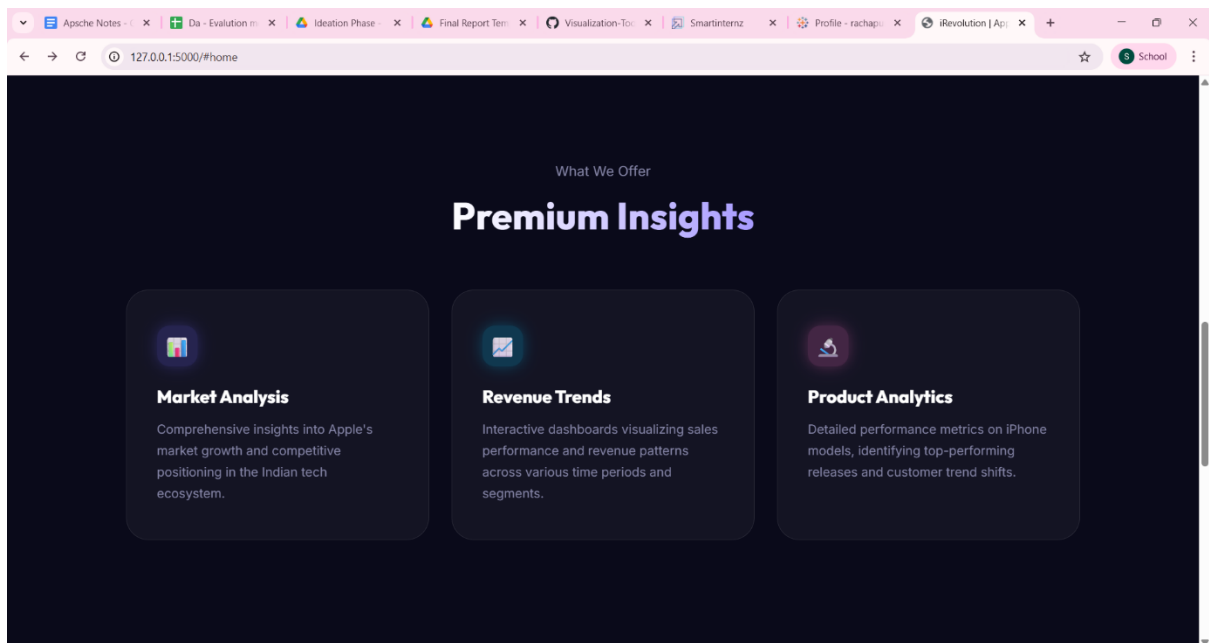 Apsche Notes -
Da - Evalution m
Ideation Phase -
Final Report Tem
Visualization-Too
Smartinternz
Profile - rachapu
iRevolution | App
127.0.0.1:5000/#home
S School
What We Offer
Premium Insights
Market Analysis
Comprehensive insights into Apple's
market growth and competitive
positioning in the Indian tech
ecosystem.
Revenue Trends
Interactive dashboards visualizing sales
performance and revenue patterns
across various time periods and
segments.
Product Analytics
Detailed performance metrics on iPhone
models, identifying top-performing
releases and customer trend shifts.